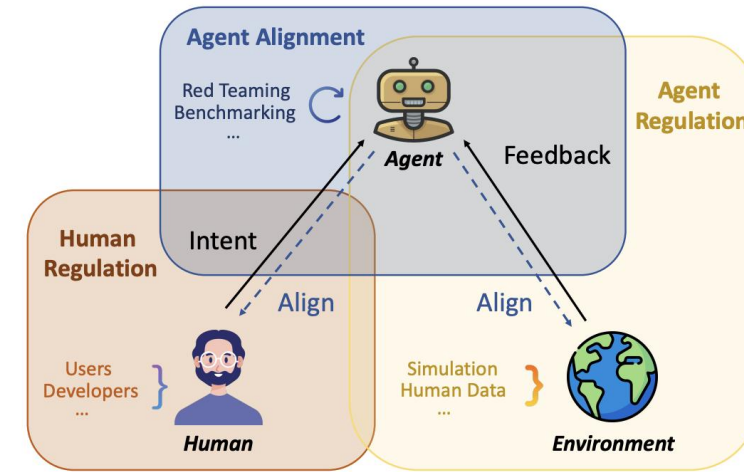 Agent Alignment
Red Teaming
Benchmarking
...
Agent
Agent
Regulation
Feedback
Human
Regulation
Intent
Align
Align
Users
Developers
...
Human
Simulation
Human Data
...
Environment